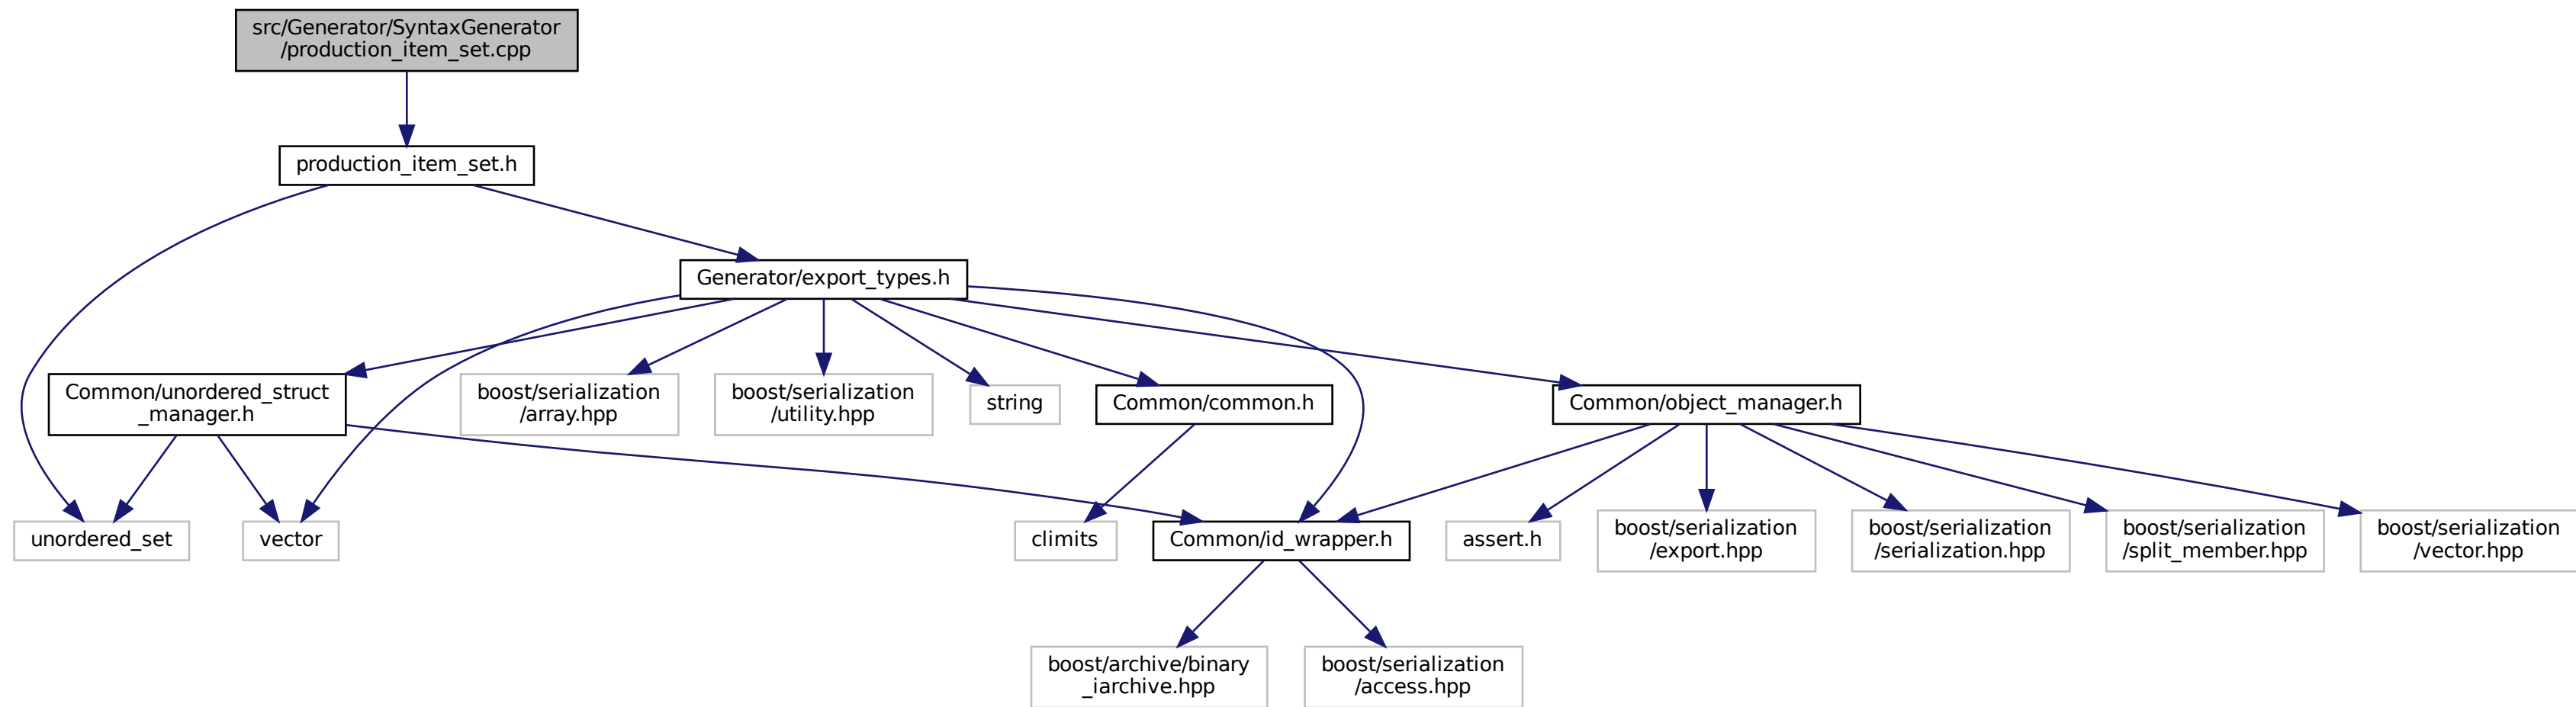 src/Generator/SyntaxGenerator
/production_item_set.cpp
production_item_set.h
Generator/export_types.h
Common/unordered_struct
_manager.h
boost/serialization
/array.hpp
boost/serialization
/utility.hpp
string
Common/common.h
Common/object_manager.h
unordered_set
vector
climits
Common/id_wrapper.h
assert.h
boost/serialization
/export.hpp
boost/serialization
/serialization.hpp
boost/serialization
/split_member.hpp
boost/serialization
/vector.hpp
boost/archive/binary
_iarchive.hpp
boost/serialization
/access.hpp